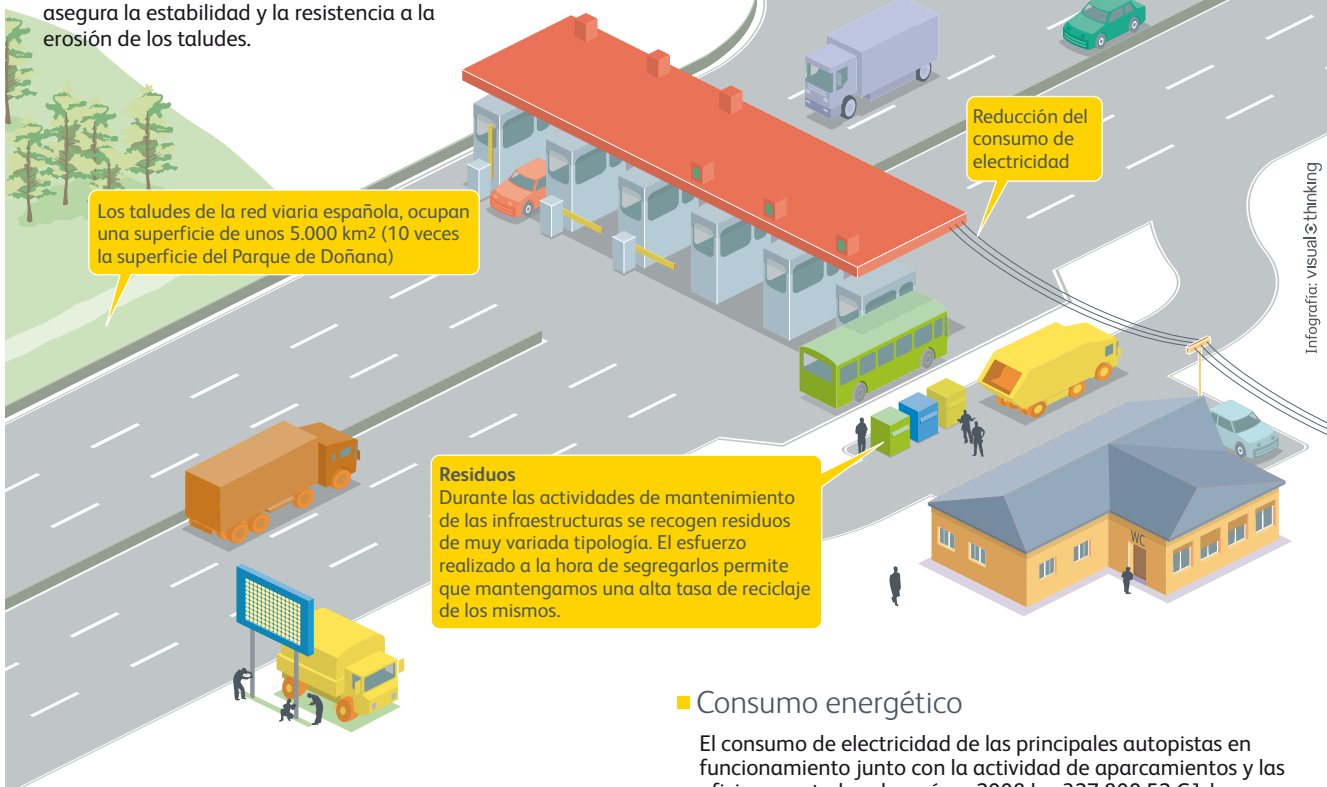 asegura la estabilidad y la resistencia a la
erosión de los taludes.
Reducción del
consumo de
electricidad
Los taludes de la red viaria española, ocupan
una superficie de unos 5.000 km2 (10 veces
la superficie del Parque de Doñana)
Infografía: visualthinking
Residuos
Durante las actividades de mantenimiento
de las infraestructuras se recogen residuos
de muy variada tipología. El esfuerzo
realizado a la hora de segregarlos permite
que mantengamos una alta tasa de reciclaje
de los mismos.
WC
Consumo energético
El consumo de electricidad de las principales autopistas en
funcionamiento junto con la actividad de aparcamientos y las